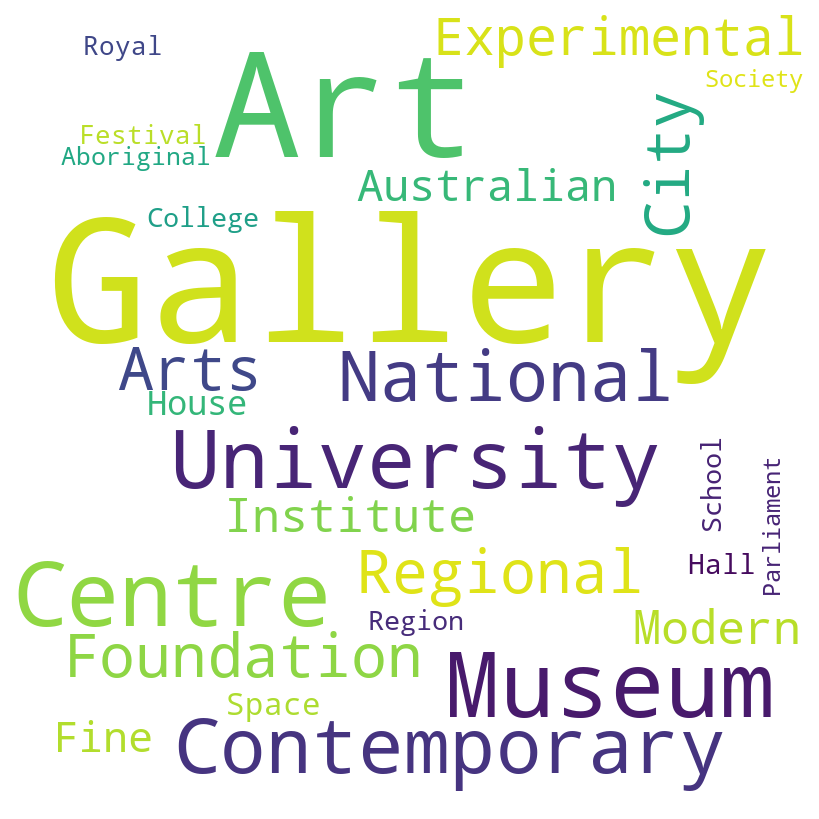 Royal
Experimental
Society
Art
City
Festival
Aboriginal
Australian
College
Gallery
Arts
National
House
University
School
Parliament
Institute
Centre
Regional
Hall
Region
Modern
Foundation
Museum
Space
Fine
Contemporary